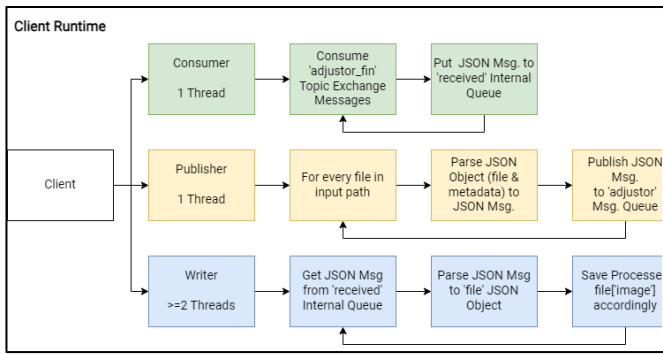 Client Runtime
Consumer
1 Thread
Consume
'adjustor_fin'
Topic Exchange
Messages
Put JSON Msg. to
'received' Internal
Queue
Client
Publisher
1 Thread
For every file in
input path
Parse JSON
Object (file &
metadata) to
JSON Msg.
Publish JSON
Msg.
to 'adjustor'
Msg. Queue
Writer
>=2 Threads
Get JSON Msg
from 'received'
Internal Queue
Parse JSON Msg
to 'file' JSON
Object
Save Processe
file['image']
accordingly